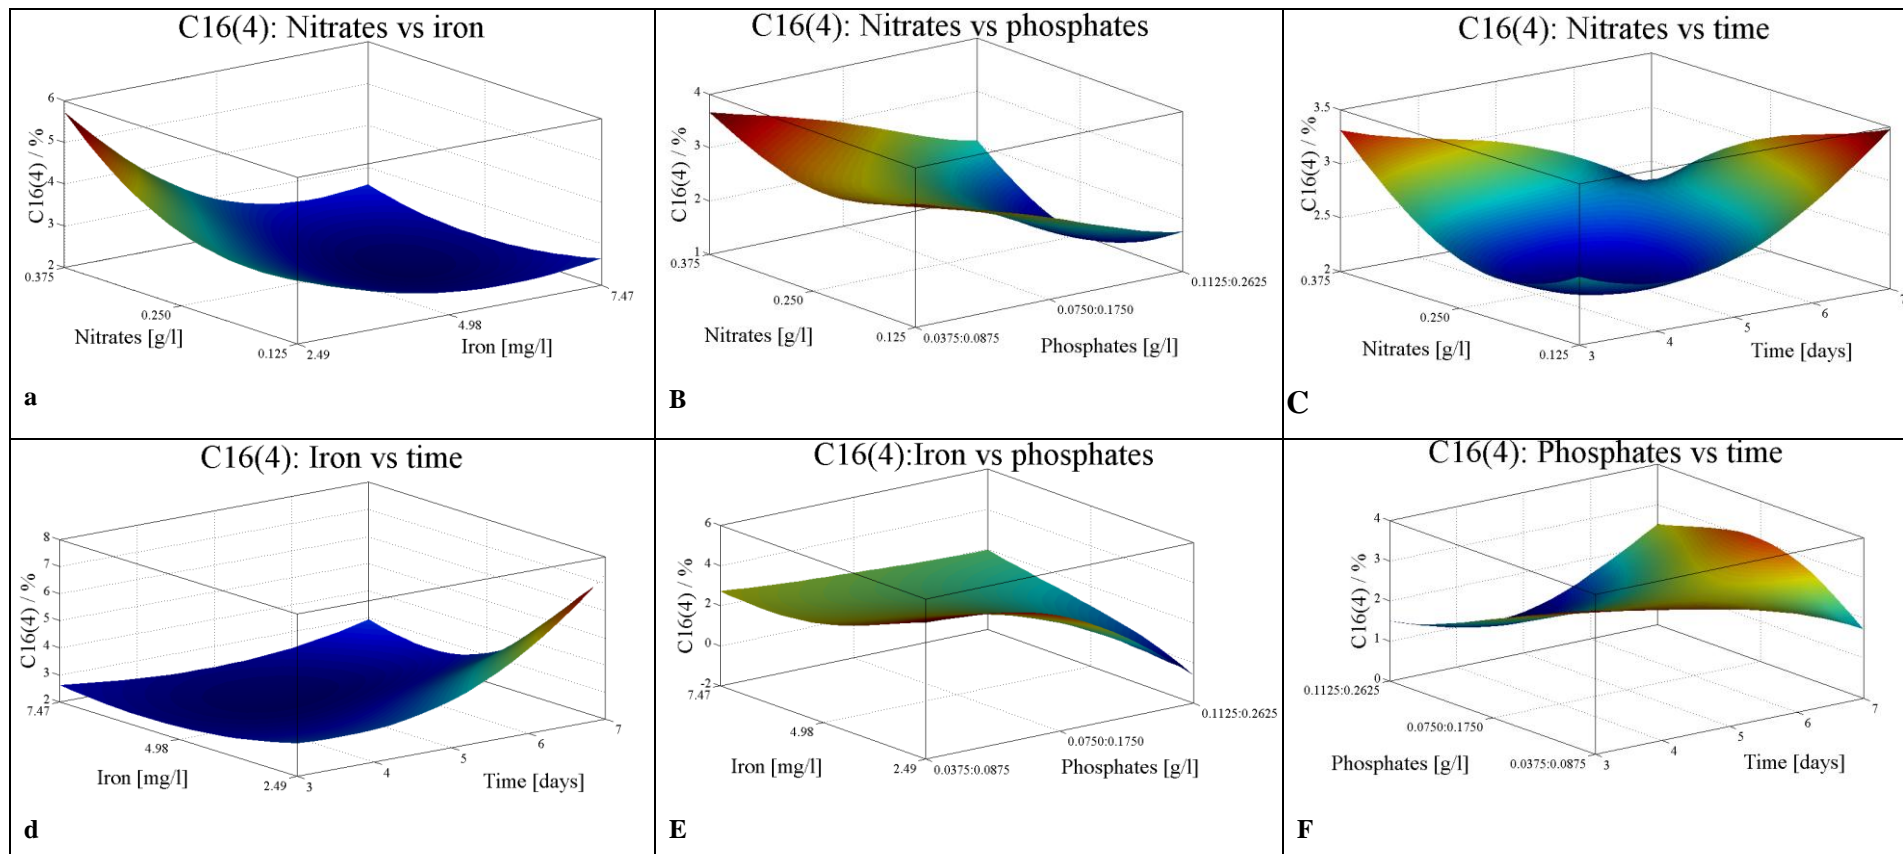 C16(4): Nitrates vs iron
6
5
4
3
2
C16(4) / %
0.375
0.250
0.125
Nitrates [g/l]
2.49
4.98
7.47
Iron [mg/l]
a
C16(4): Nitrates vs phosphates
4
3
2
1
C16(4) / %
0.375
0.250
0.125
Nitrates [g/l]
0.0375:0.0875
0.0750:0.1750
0.1125:0.2625
Phosphates [g/l]
B
C16(4): Nitrates vs time
3.5
3
2.5
2
C16(4) / %
0.375
0.250
0.125
Nitrates [g/l]
3
4
5
6
Time [days]
C
C16(4): Iron vs time
8
7
6
5
4
3
2
C16(4) / %
7.47
4.98
2.49
Iron [mg/l]
3
4
5
6
7
Time [days]
d
C16(4):Iron vs phosphates
6
4
2
0
-2
C16(4) / %
7.47
4.98
2.49
Iron [mg/l]
0.0375:0.0875
0.0750:0.1750
0.1125:0.2625
Phosphates [g/l]
E
C16(4): Phosphates vs time
4
3
2
1
0
C16(4) / %
0.1125:0.2625
0.0750:0.1750
0.0375:0.0875
Phosphates [g/l]
3
4
5
6
7
Time [days]
F